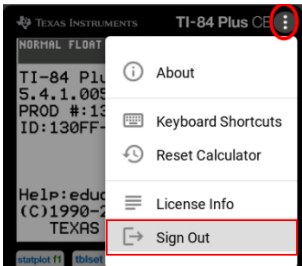 TEXAS INSTRUMENTS TI-84 Plus CE
NORMAL FLOAT
TI-84 Plu
5.4.1.005
PROD #:13
ID:130FF-
Help:educ
(C)1990-2
TEXAS
statplot f1 tblset
About
Keyboard Shortcuts
Reset Calculator
License Info
Sign Out